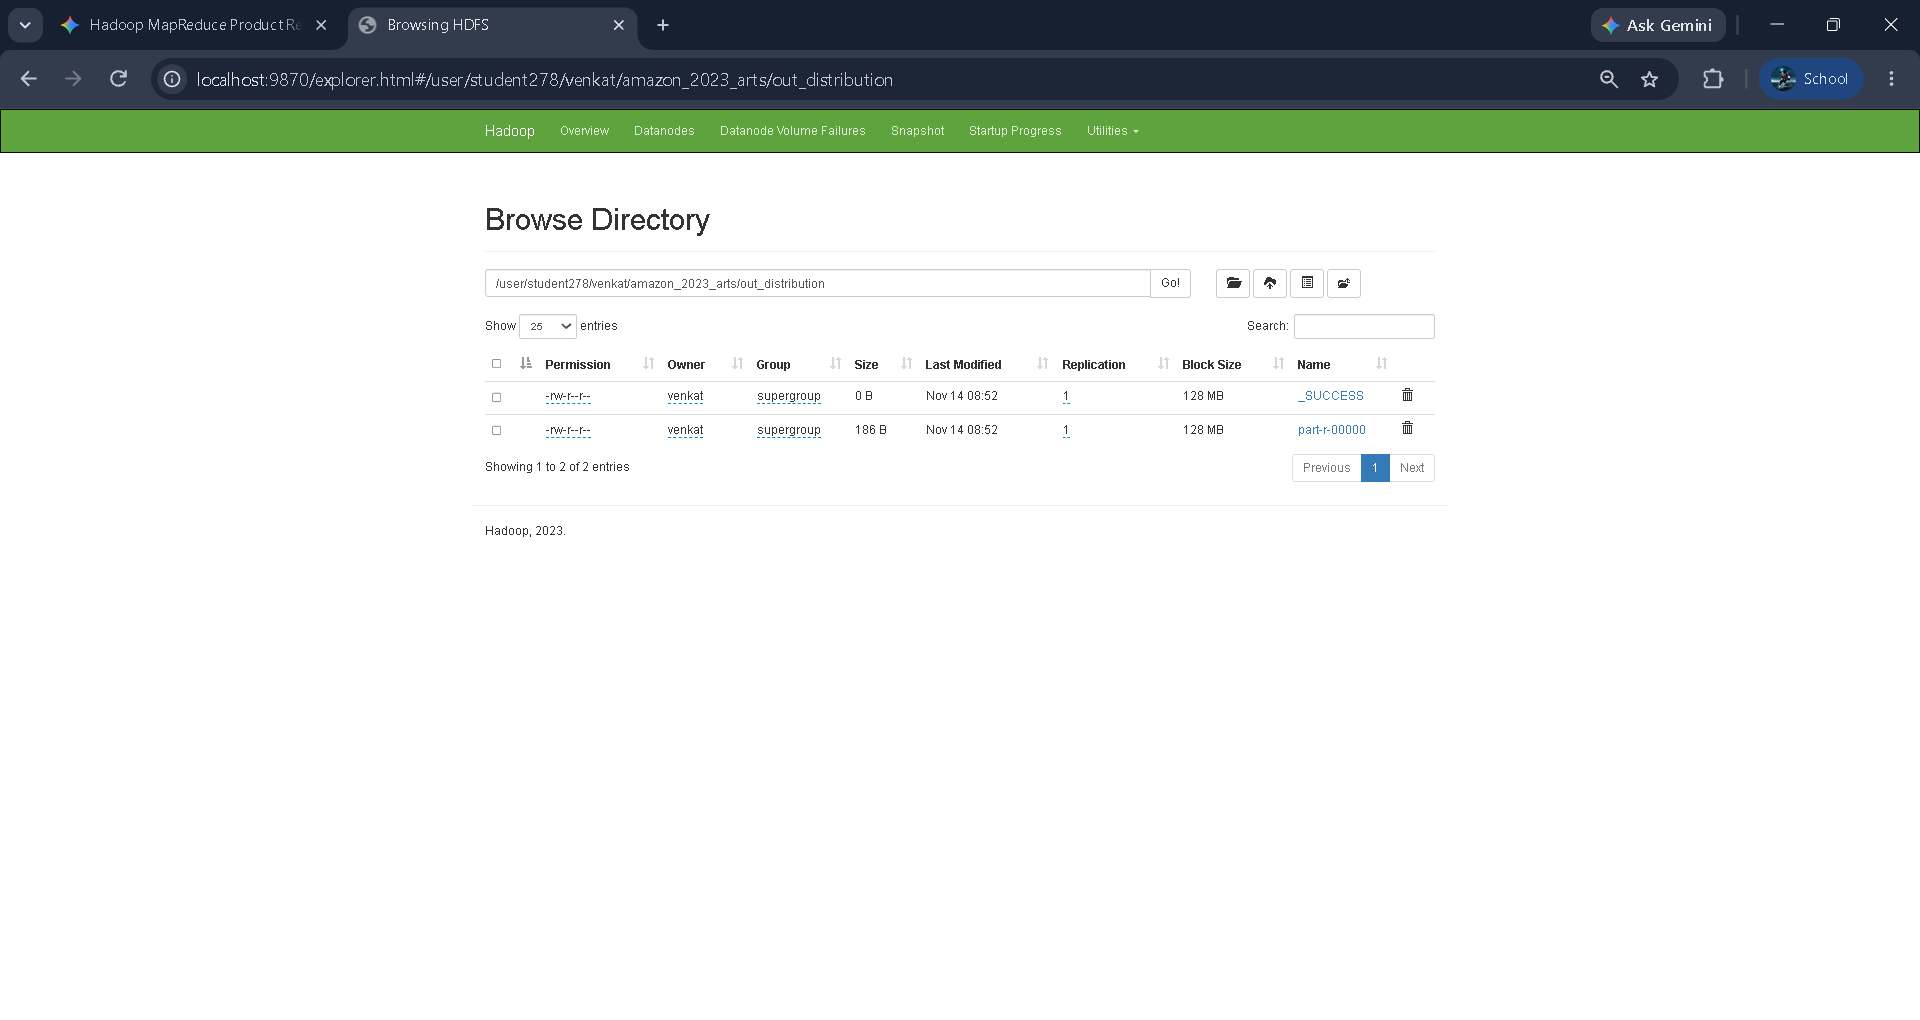 Hadoop MapReduce Product Re
Browsing HDFS
Ask Gemini
localhost:9870/explorer.html#/user/student278/venkat/amazon_2023_arts/out_distribution
School
Hadoop Overview Datanodes Datanode Volume Failures Snapshot Startup Progress Utilities
Browse Directory
/user/student278/venkat/amazon_2023_arts/out_distribution Go!
Show 25 entries Search:
Permission Owner Group Size Last Modified Replication Block Size Name
-rw-r--r-- venkat supergroup 0 B Nov 14 08:52 1 128 MB _SUCCESS
-rw-r--r-- venkat supergroup 186 B Nov 14 08:52 1 128 MB part-r-00000
Showing 1 to 2 of 2 entries Previous 1 Next
Hadoop, 2023.